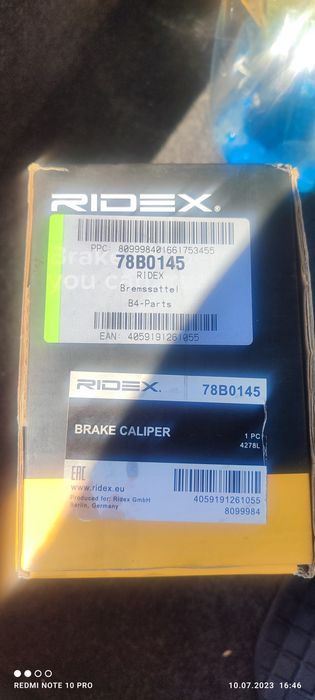 RIDEX®
PPC 809998401661753455
78B0145
RIDEX
Bremssattel
B4-Parts
EAN 4059191261055
RIDEX 78B0145
BRAKE CALIPER
1 PC
4278L
EAC
www.ridex.eu
4059191261055
Produced for: Ridex GmbH
Berlin, Germany
8099984
REDMI NOTE 10 PRO
10.07.2023 16:46